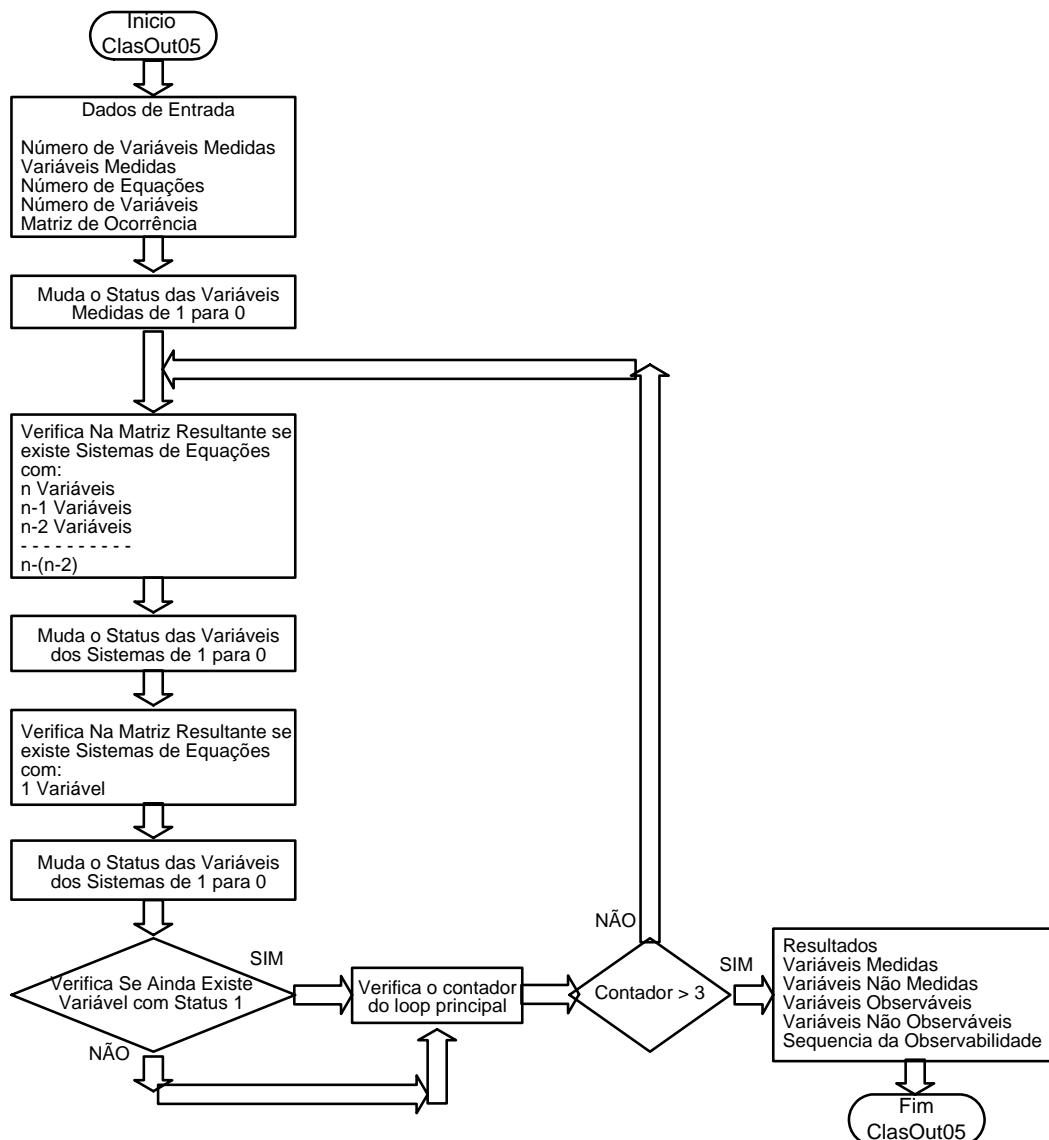 Inicio
ClasOut05
Dados de Entrada
Número de Variáveis Medidas
Variáveis Medidas
Número de Equações
Número de Variáveis
Matriz de Ocorrência
Muda o Status das Variáveis
Medidas de 1 para 0
Verifica Na Matriz Resultante se
existe Sistemas de Equações
com:
n Variáveis
n-1 Variáveis
n-2 Variáveis
- - - - - - - - - -
n-(n-2)
Muda o Status das Variáveis
dos Sistemas de 1 para 0
Verifica Na Matriz Resultante se
existe Sistemas de Equações
com:
1 Variável
Muda o Status das Variáveis
dos Sistemas de 1 para 0
Verifica Se Ainda Existe
Variável com Status 1
SIM
NÃO
Verifica o contador
do loop principal
Contador > 3
NÃO
SIM
Resultados
Variáveis Medidas
Variáveis Não Medidas
Variáveis Observáveis
Variáveis Não Observáveis
Sequencia da Observabilidade
Fim
ClasOut05